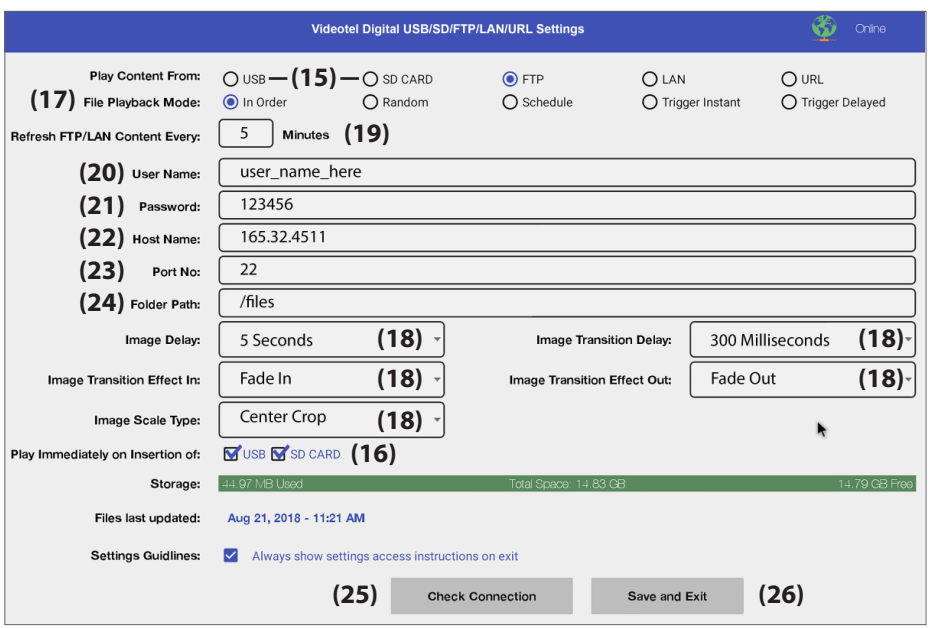 Videotel Digital USB/SD/FTP/LAN/URL Settings Online
Play Content From: USB (15) SD CARD FTP LAN URL
(17) File Playback Mode: In Order Random Schedule Trigger Instant Trigger Delayed
Refresh FTP/LAN Content Every: 5 Minutes (19)
(20) User Name: user_name_here
(21) Password: 123456
(22) Host Name: 165.32.4511
(23) Port No: 22
(24) Folder Path: /files
Image Delay: 5 Seconds (18) Image Transition Delay: 300 Milliseconds (18)
Image Transition Effect In: Fade In (18) Image Transition Effect Out: Fade Out (18)
Image Scale Type: Center Crop (18)
Play Immediately on Insertion of: USB SD CARD (16)
Storage: 44.97 MB Used Total Space: 14.83 GB 14.79 GB Free
Files last updated: Aug 21, 2018 - 11:21 AM
Settings Guidlines: Always show settings access instructions on exit
(25) Check Connection Save and Exit (26)